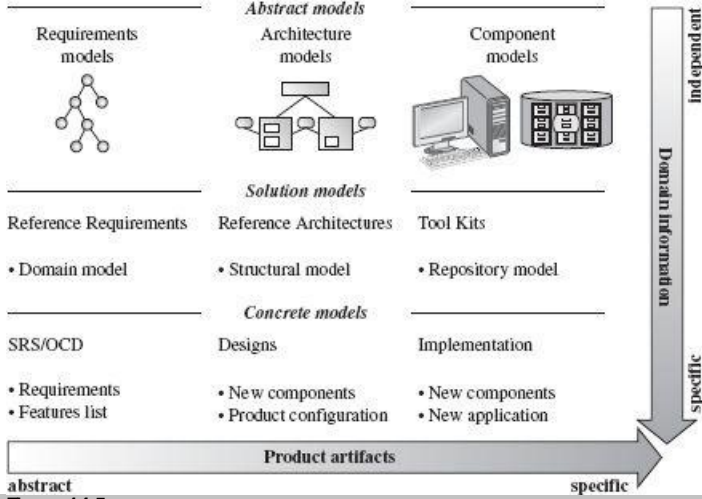 Abstract models
Requirements models
Architecture models
Component models
Solution models
Reference Requirements
Reference Architectures
Tool Kits
• Domain model
• Structural model
• Repository model
Concrete models
SRS/OCD
Designs
Implementation
• Requirements
• Features list
• New components
• Product configuration
• New components
• New application
Product artifacts
abstract
specific
independent
Domain information
specific